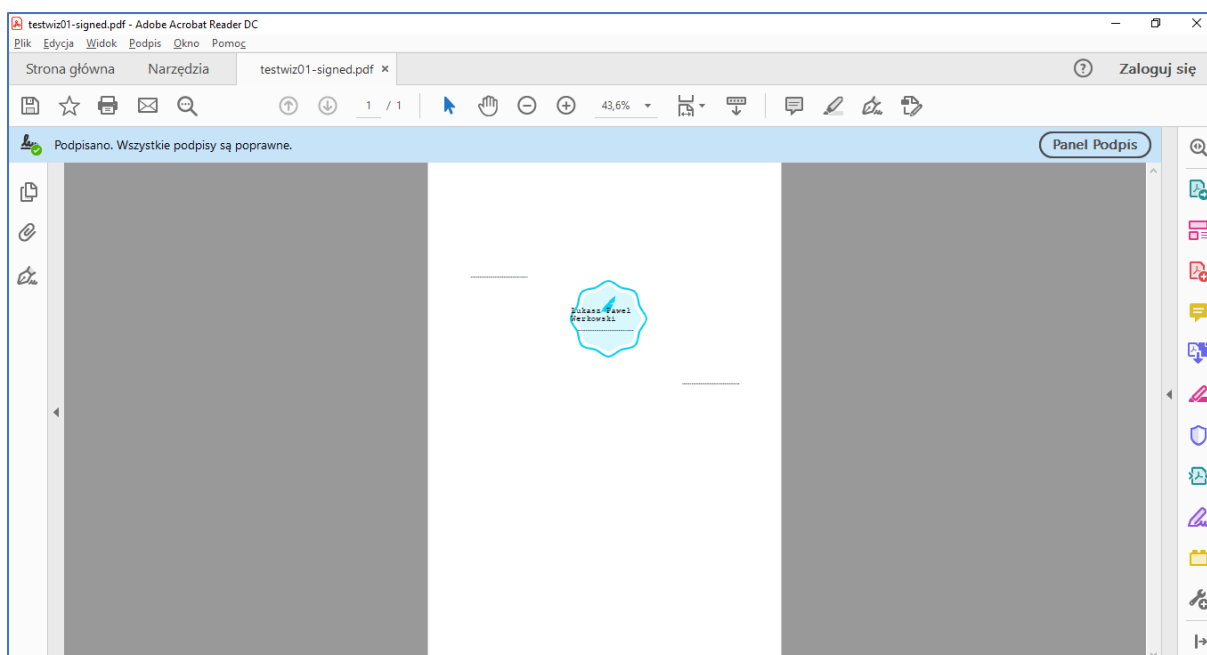 testwiz01-signed.pdf - Adobe Acrobat Reader DC
Plik Edycja Widok Podpis Okno Pomoc
Strona główna Narzędzia testwiz01-signed.pdf × Zaloguj się
1 / 1 43,6%
Podpisano. Wszystkie podpisy są poprawne. Panel Podpis
Łukasz Paweł
Werkowski